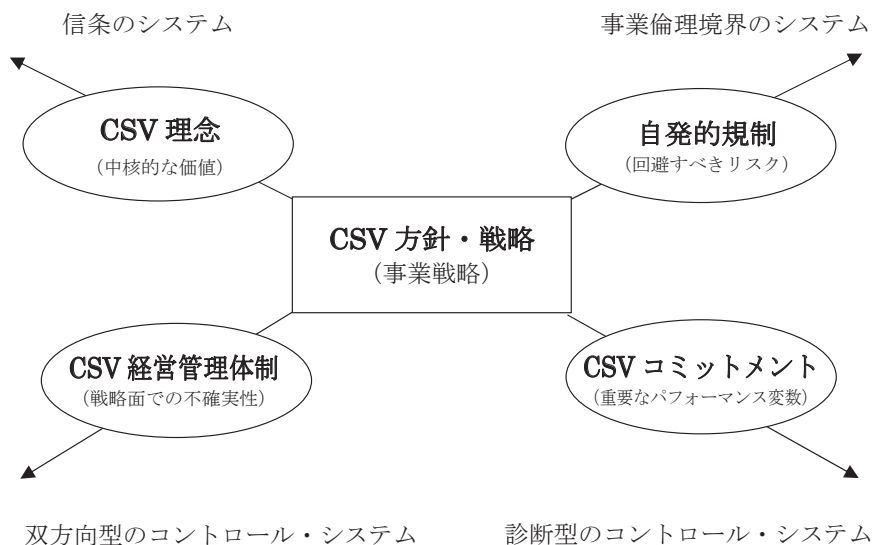 信条のシステム
事業倫理境界のシステム
CSV 理念
(中核的な価値)
自発的規制
(回避すべきリスク)
CSV 方針・戦略
(事業戦略)
CSV 経営管理体制
(戦略面での不確実性)
CSV コミットメント
(重要なパフォーマンス変数)
双方向型のコントロール・システム
診断型のコントロール・システム